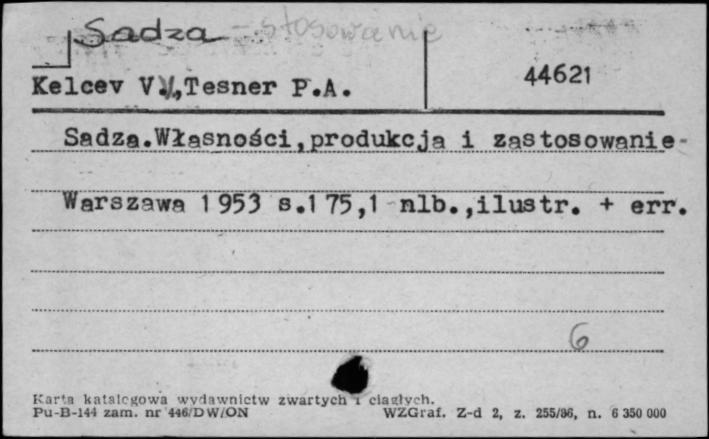 Sadza - stosowanie
Kelcev V.V., Tesner P.A.
44621
Sadza.Własności,produkcja i zastosowanie-
Warszawa 1953 s.175,1 nlb.,ilustr. + err.
6
Karta katalogowa wydawnictw zwartych i ciągłych.
Pu-B-144 zam. nr 446/DW/ON
WZGraf. Z-d 2, z. 255/86, n. 6 350 000